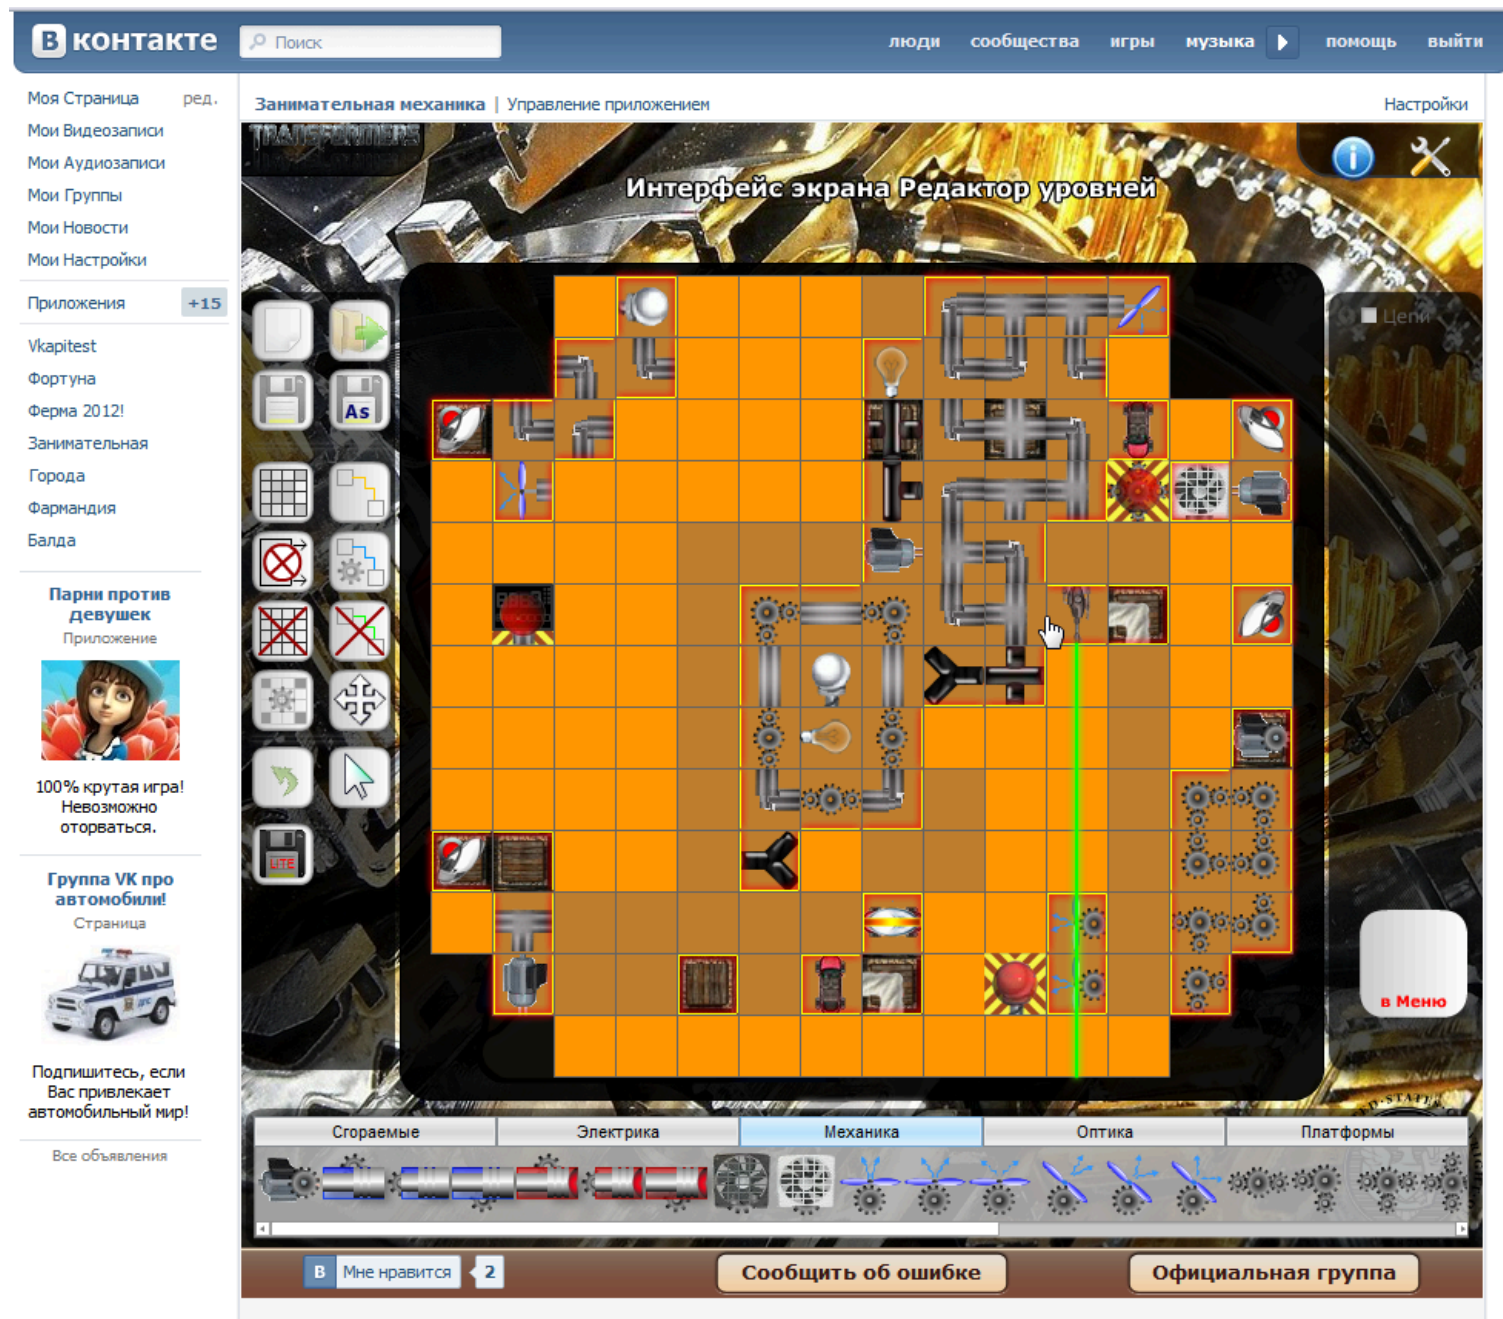 В контакте
Поиск
люди сообщества игры музыка помощь выйти
Моя Страница ред.
Мои Видеозаписи
Мои Аудиозаписи
Мои Группы
Мои Новости
Мои Настройки
Приложения +15
Vkapitest
Фортуна
Ферма 2012!
Занимательная
Города
Фармандия
Балда
Парни против
девушек
Приложение
100% крутая игра!
Невозможно
оторваться.
Группа VK про
автомобили!
Страница
Подпишитесь, если
Вас привлекает
автомобильный мир!
Все объявления
Занимательная механика | Управление приложением
Настройки
TRANSFORMERS
Интерфейс экрана Редактор уровней
Цепи
As
LITE
в Меню
Сгораемые Электрика Механика Оптика Платформы
В Мне нравится 2
Сообщить об ошибке
Официальная группа